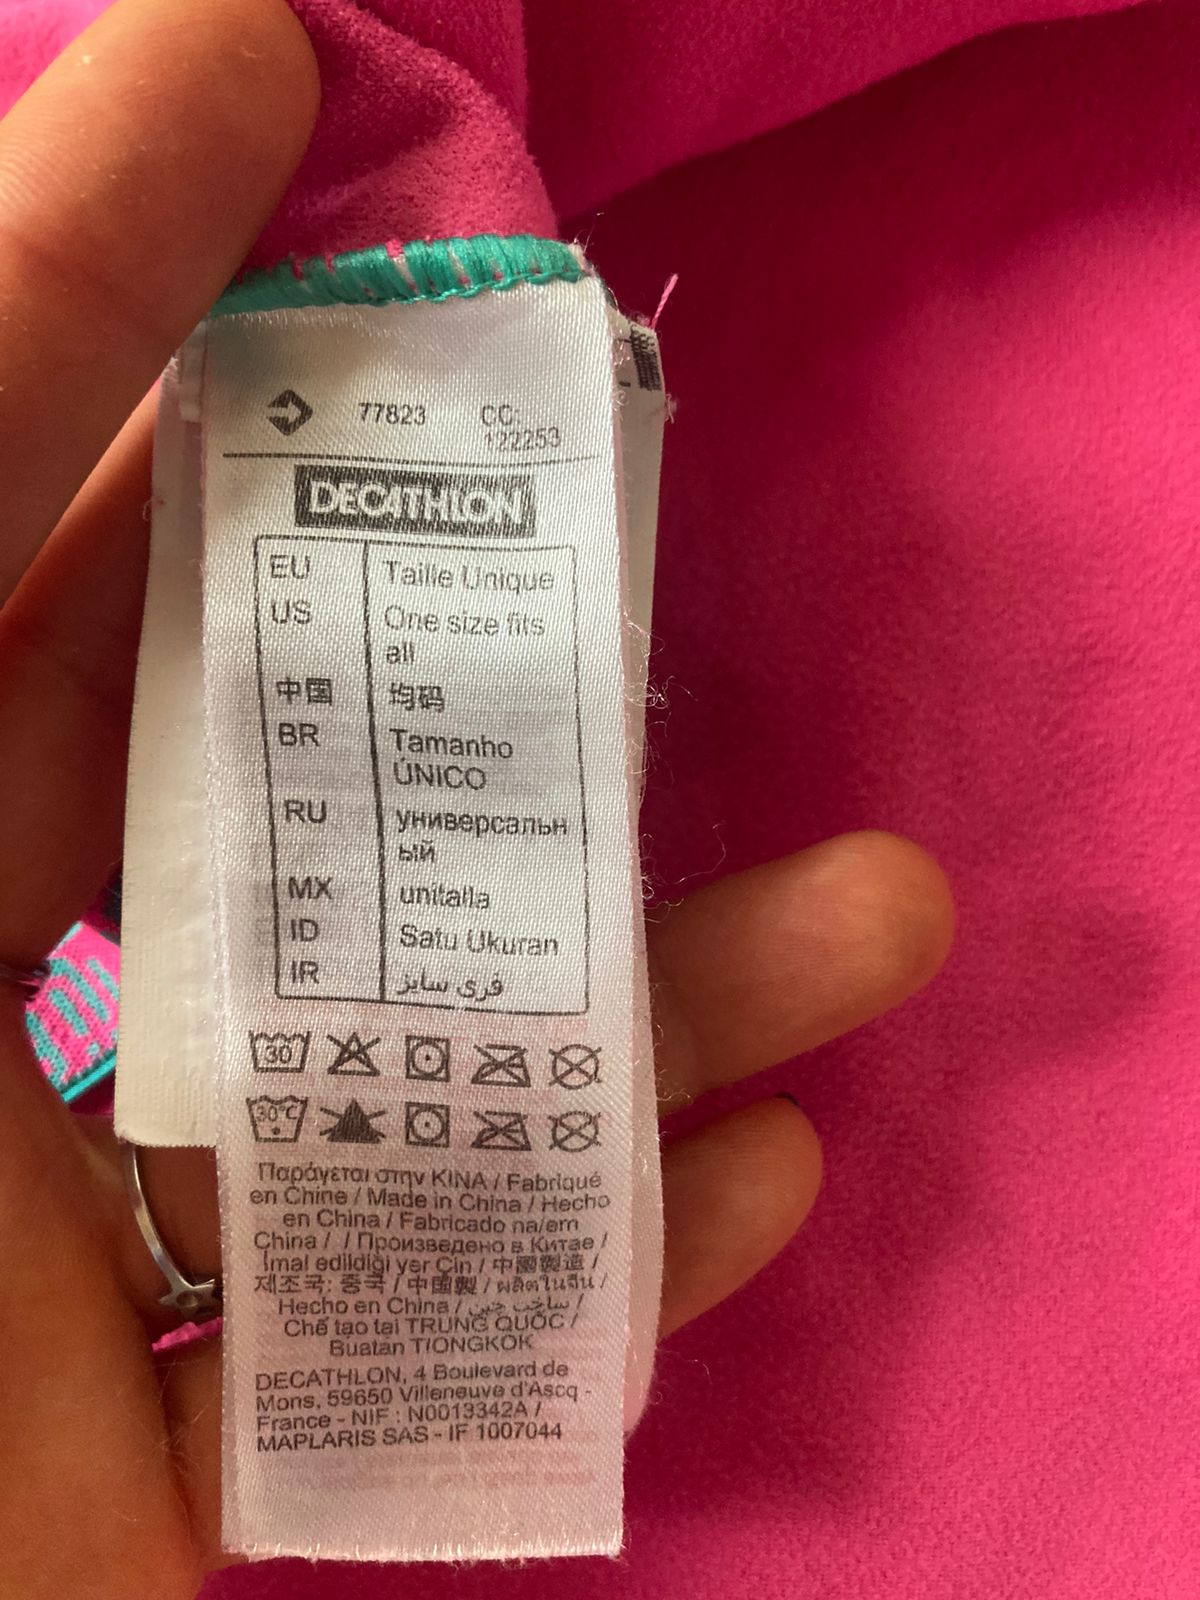 77823 CC:
122253
DECATHLON
EU Taille Unique
US One size fits
all
中国 均码
BR Tamanho
ÚNICO
RU универсальн
ый
MX unitalla
ID Satu Ukuran
IR فری سایز
30
30°C
Παράγεται στην KINA / Fabriqué
en Chine / Made in China / Hecho
en China / Fabricado na/em
China / / Произведено в Китае /
İmal edildiği yer Çin / 中國製造 /
제조국: 중국 / 中国製 / ผลิตในจีน /
Hecho en China / ساخت چین /
Chế tao tai TRUNG QUỐC /
Buatan TIONGKOK
DECATHLON, 4 Boulevard de
Mons, 59650 Villeneuve d'Ascq -
France - NIF : N0013342A /
MAPLARIS SAS - IF 1007044